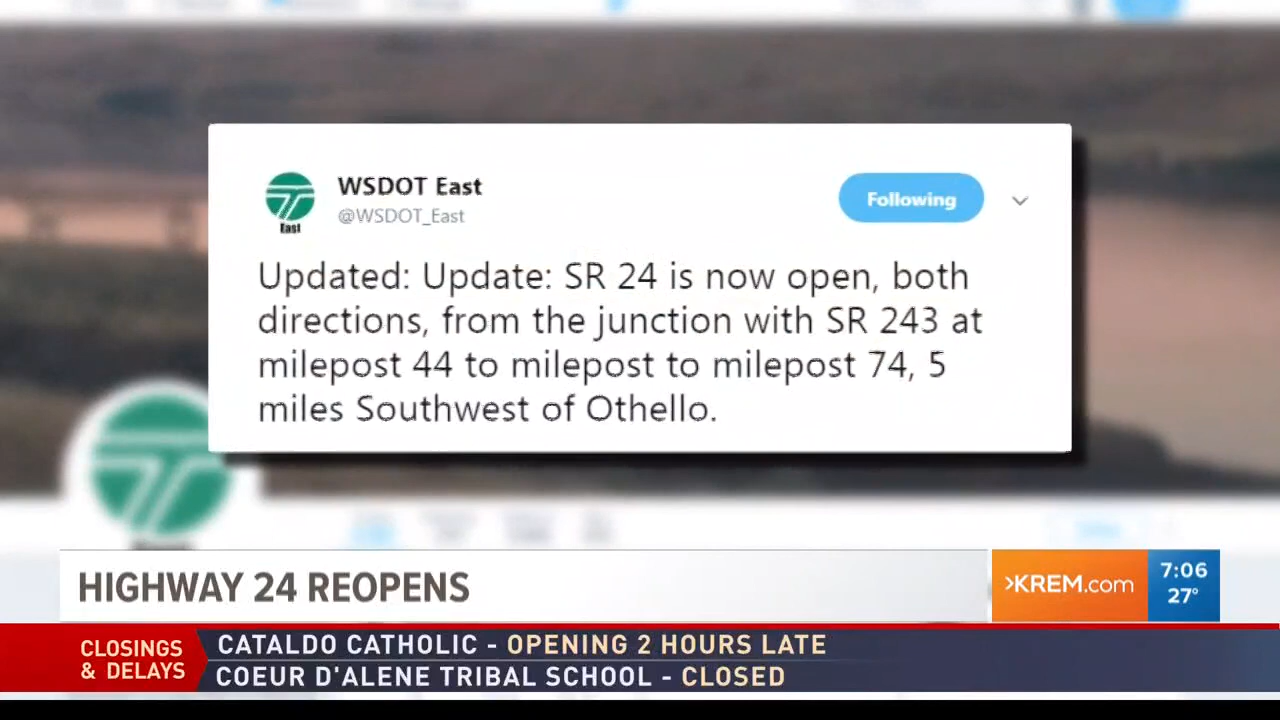 WSDOT East
@WSDOT_East
Following
East
Updated: Update: SR 24 is now open, both
directions, from the junction with SR 243 at
milepost 44 to milepost to milepost 74, 5
miles Southwest of Othello.
HIGHWAY 24 REOPENS
KREM.com
7:06
27°
CLOSINGS
& DELAYS
CATALDO CATHOLIC - OPENING 2 HOURS LATE
COEUR D'ALENE TRIBAL SCHOOL - CLOSED